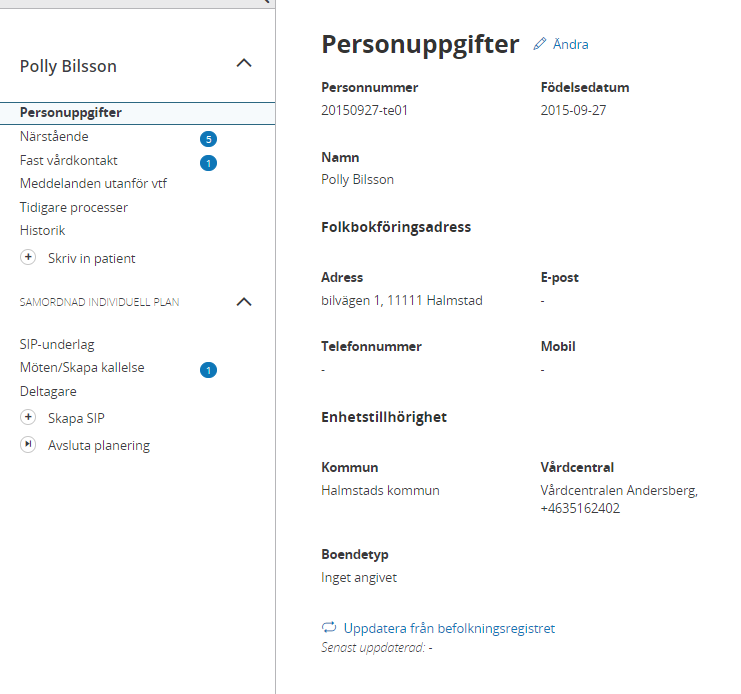 Polly Bilsson
Personuppgifter
Närstående 5
Fast vårdkontakt 1
Meddelanden utanför vtf
Tidigare processer
Historik
Skriv in patient
SAMORDNAD INDIVIDUELL PLAN
SIP-underlag
Möten/Skapa kallelse 1
Deltagare
Skapa SIP
Avsluta planering
Personuppgifter Ändra
Personnummer Födelsedatum
20150927-te01 2015-09-27
Namn
Polly Bilsson
Folkbokföringsadress
Adress E-post
bilvägen 1, 11111 Halmstad -
Telefonnummer Mobil
- -
Enhetstillhörighet
Kommun Vårdcentral
Halmstads kommun Vårdcentralen Andersberg,
+4635162402
Boendetyp
Inget angivet
Uppdatera från befolkningsregistret
Senast uppdaterad: -